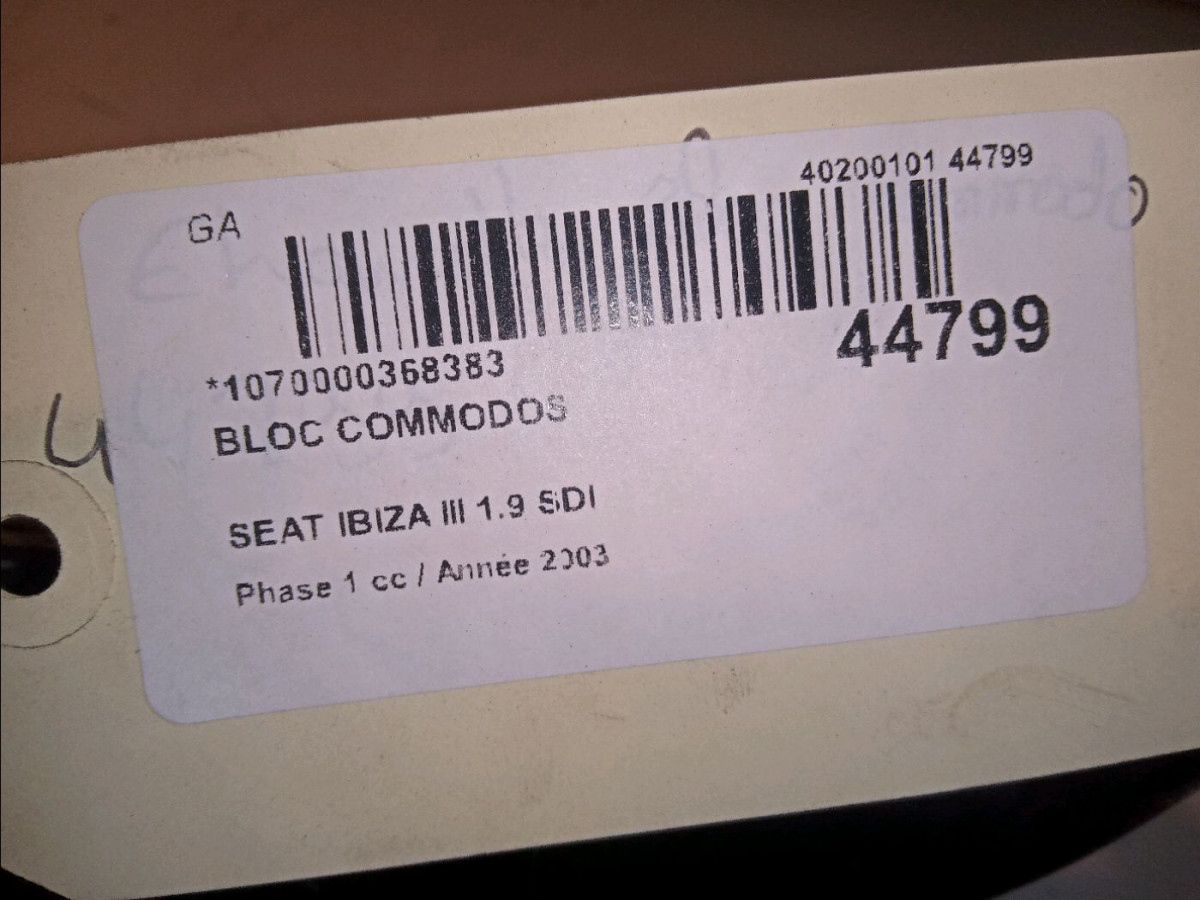 40200101 44799
GA
44799
*1070000368383
BLOC COMMODOS
SEAT IBIZA III 1.9 SDI
Phase 1 cc / Année 2003